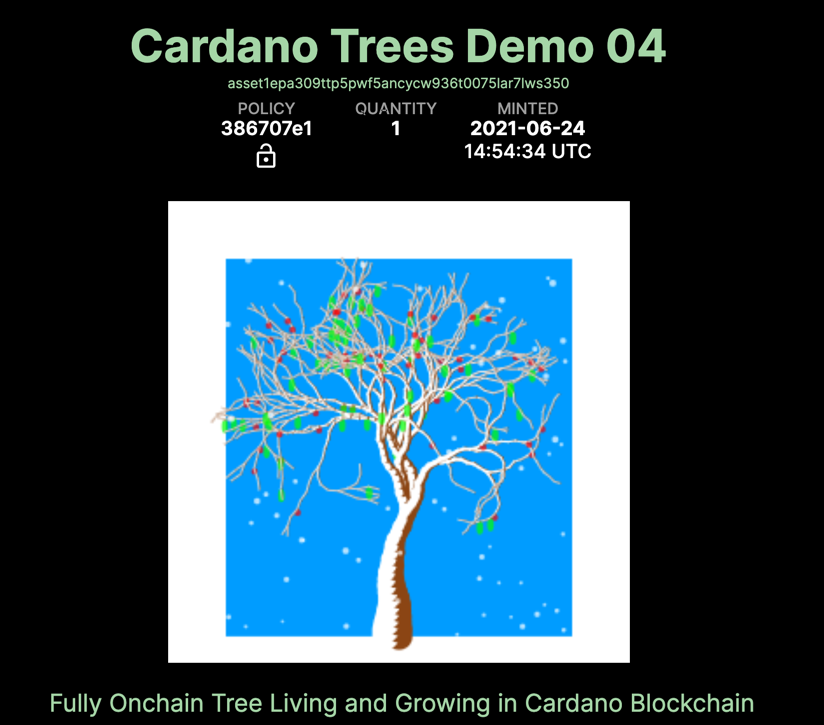 Cardano Trees Demo 04
asset1epa309ttp5pwf5ancycw936t0075lar7lws350
POLICY QUANTITY MINTED
386707e1 1 2021-06-24
14:54:34 UTC
Fully Onchain Tree Living and Growing in Cardano Blockchain